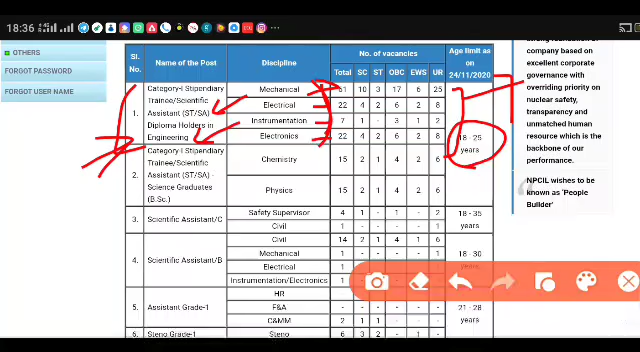 18:36
OTHERS
FORGOT PASSWORD
FORGOT USER NAME
Sl. No. Name of the Post Discipline No. of vacancies Age limit as on 24/11/2020
Total SC ST OBC EWS UR
1. Category-I Stipendiary Trainee/Scientific Assistant (ST/SA) Diploma Holders in Engineering
Mechanical 61 10 3 17 6 25
Electrical 22 4 2 6 2 8
Instrumentation 7 1 - 3 1 2
Electronics 22 4 2 6 2 8
18 - 25 years
2. Category-I Stipendiary Trainee/Scientific Assistant (ST/SA) - Science Graduates (B.Sc.)
Chemistry 15 2 1 4 2 6
Physics 15 2 1 4 2 6
3. Scientific Assistant/C
Safety Supervisor 4 1 - 1 - 2
Civil 1 - - - - 1
18 - 35 years
4. Scientific Assistant/B
Civil 14 2 1 4 1 6
Mechanical 1 - - - - 1
Electrical 1
Instrumentation/Electronics 1
18 - 30
5. Assistant Grade-1
HR
F&A - - - - - -
C&MM 2 1 1 - - -
21 - 28 years
6. Steno Grade-1 Steno 6 3 2 - 1 -
company based on
excellent corporate
governance with
overriding priority on
nuclear safety,
transparency and
unmatched human
resource which is the
backbone of our
performance.
NPCIL wishes to
be known as 'People
Builder'